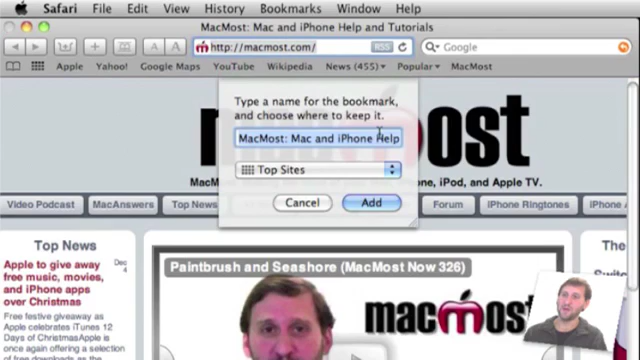 Safari File Edit View History Bookmarks Window Help
MacMost: Mac and iPhone Help and Tutorials
A A http://macmost.com/ RSS Google
Apple Yahoo! Google Maps YouTube Wikipedia News (455) Popular MacMost
Type a name for the bookmark,
and choose where to keep it.
MacMost: Mac and iPhone Help
Top Sites
Cancel Add
ost
MacMos , iPod, and Apple TV.
Video Podcast MacAnswers Top News Forum iPhone Ringtones iPhone A
Top News
Apple to give away
free music, movies,
and iPhone apps
over Christmas
Dec
4
Festive giveaway as
Apple celebrates iTunes 12
Days of ChristmasApple is
once again offering a selection
of free downloads as the
Paintbrush and Seashore (MacMost Now 326)
macmost
The
Switc